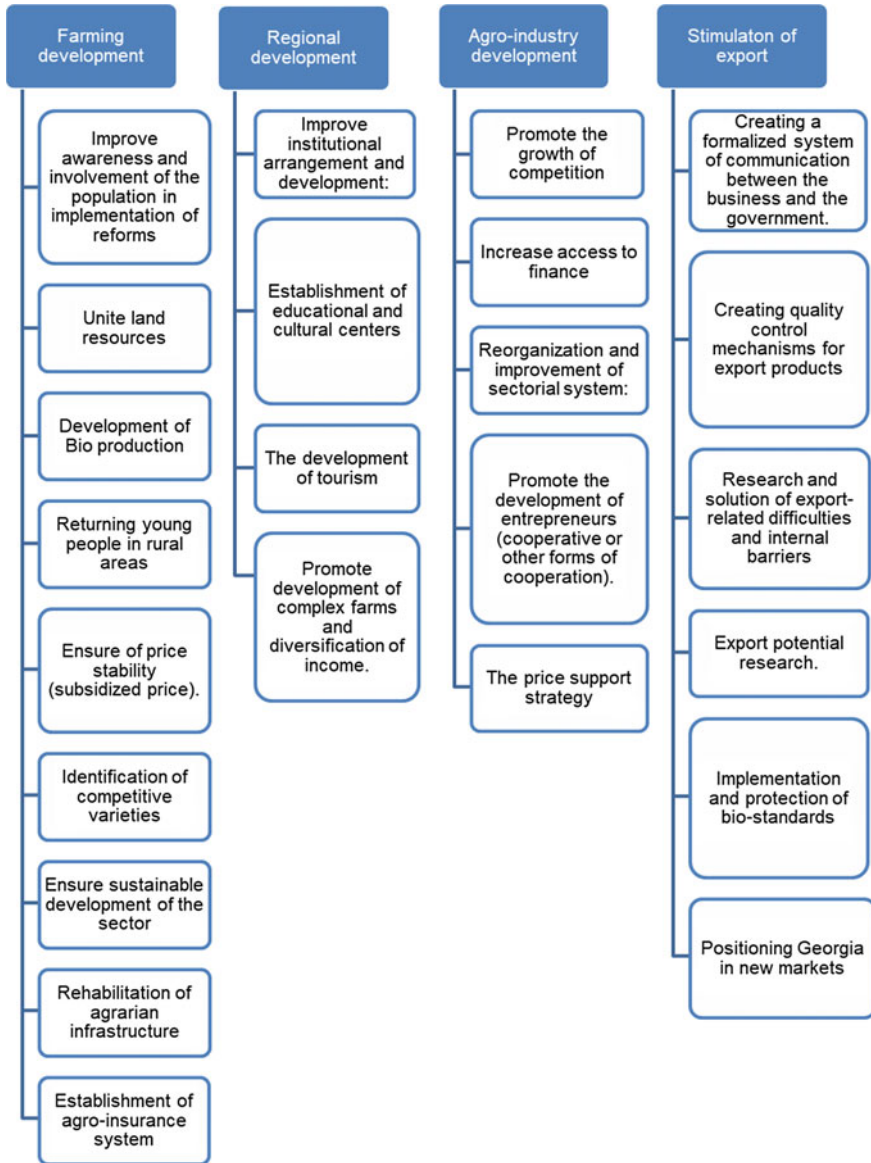 Farming
development
Improve
awareness and
involvement of the
population in
implementation of
reforms
Unite land
resources
Development of
Bio production
Returning young
people in rural
areas
Ensure of price
stability
(subsidized price).
Identification of
competitive
varieties
Ensure sustainable
development of the
sector
Rehabilitation of
agrarian
infrastructure
Establishment of
agro-insurance
system
Regional
development
Improve
institutional
arrangement and
development:
Establishment of
educational and
cultural centers
The development
of tourism
Promote
development of
complex farms
and
diversification of
income.
Agro-industry
development
Promote the
growth of
competition
Increase access to
finance
Reorganization and
improvement of
sectorial system:
Promote the
development of
entrepreneurs
(cooperative or
other forms of
cooperation).
The price support
strategy
Stimulaton of
export
Creating a
formalized system
of communication
between the
business and the
government.
Creating quality
control
mechanisms for
export products
Research and
solution of export-
related difficulties
and internal
barriers
Export potential
research.
Implementation
and protection of
bio-standards
Positioning Georgia
in new markets